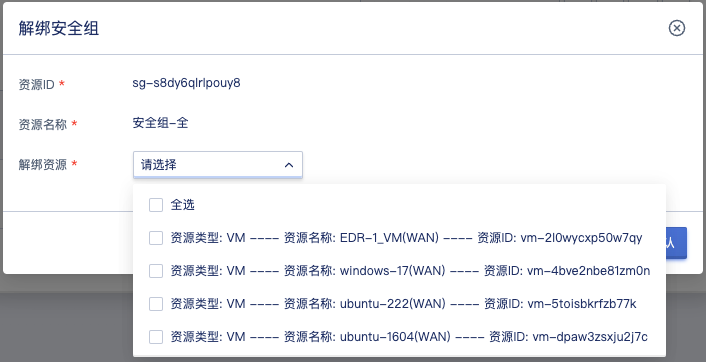 解绑安全组
资源ID *
sg-s8dy6qlrlpouy8
资源名称 *
安全组-全
解绑资源 *
请选择
全选
资源类型: VM ---- 资源名称: EDR-1_VM(WAN) ---- 资源ID: vm-2l0wycxp50w7qy
资源类型: VM ---- 资源名称: windows-17(WAN) ---- 资源ID: vm-4bve2nbe81zm0n
资源类型: VM ---- 资源名称: ubuntu-222(WAN) ---- 资源ID: vm-5toisbkrfzb77k
资源类型: VM ---- 资源名称: ubuntu-1604(WAN) ---- 资源ID: vm-dpaw3zsxju2j7c